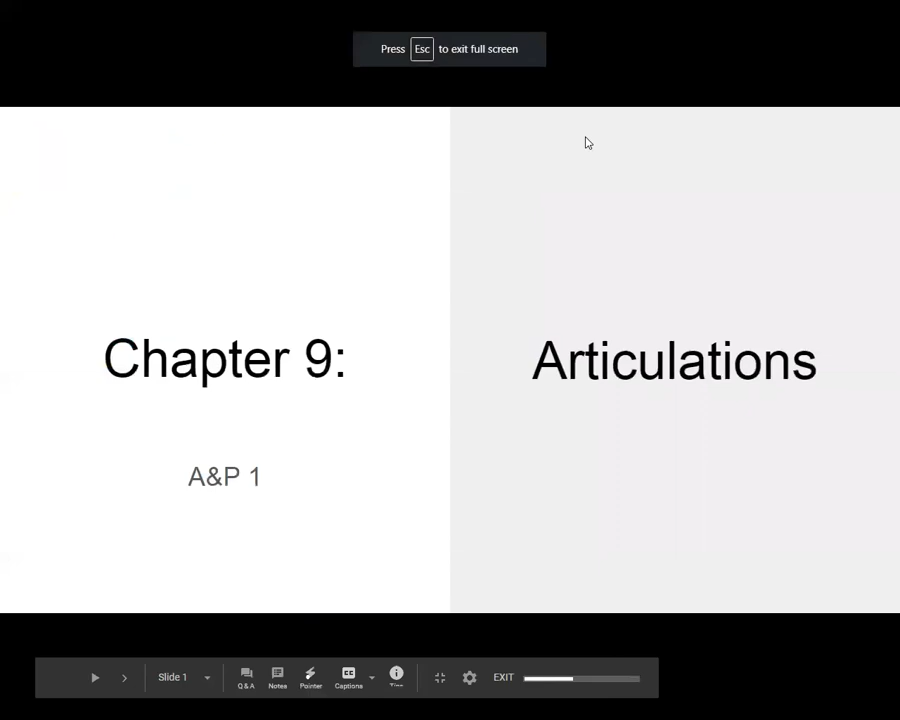 Press Esc to exit full screen
Chapter 9:
Articulations
A&P 1
Slide 1
Q&A
Notes
Pointer
Captions
EXIT